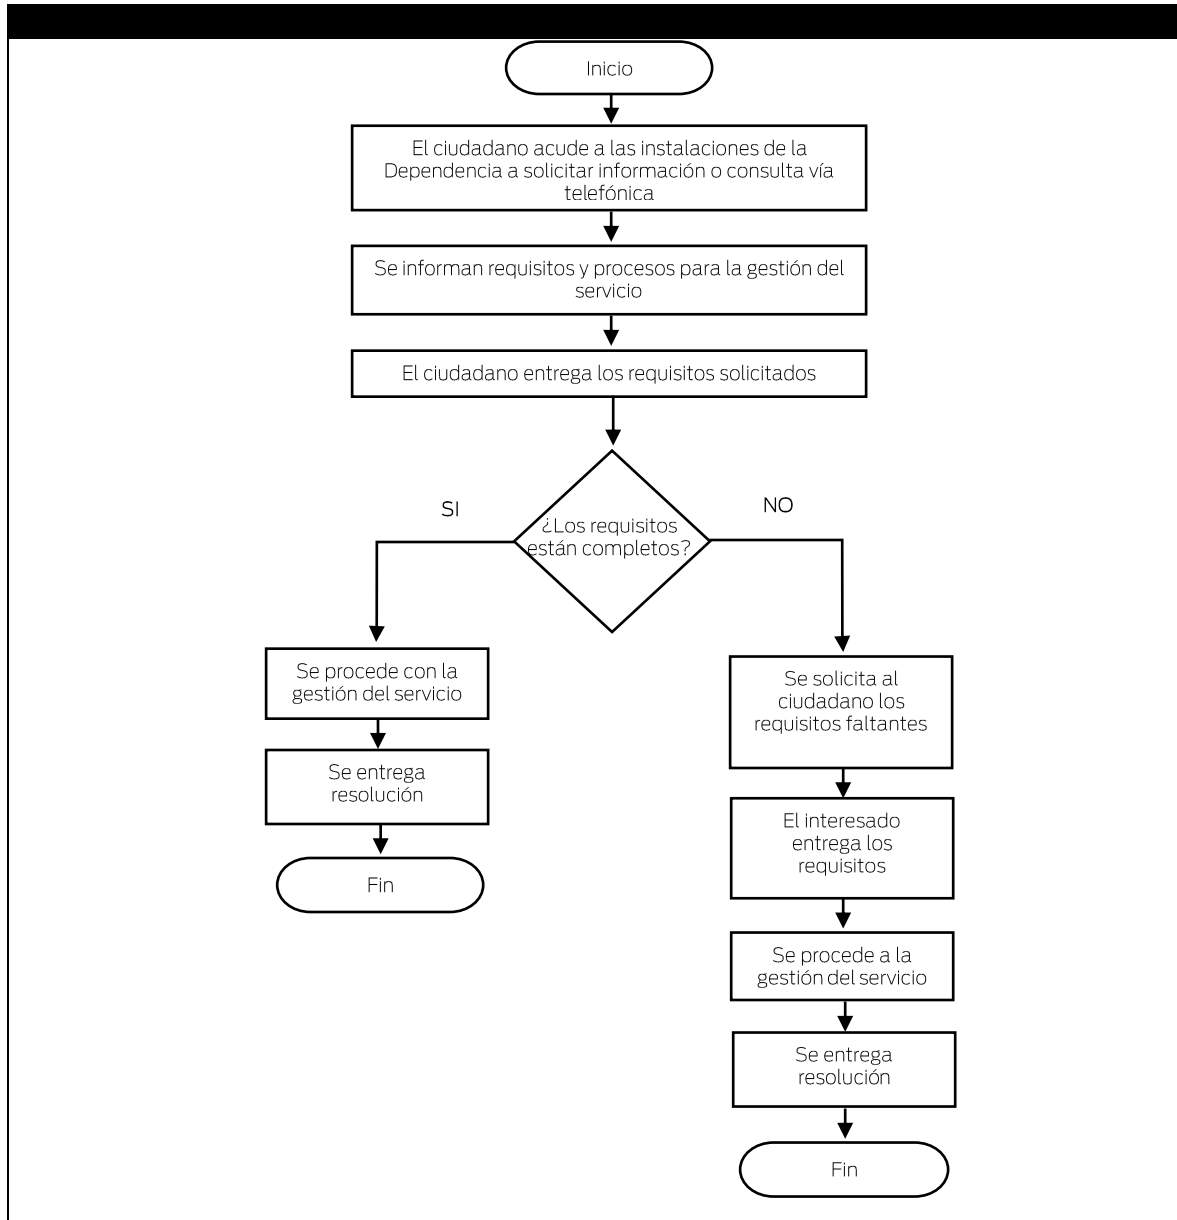 Inicio
El ciudadano acude a las instalaciones de la
Dependencia a solicitar información o consulta vía
telefónica
Se informan requisitos y procesos para la gestión del
servicio
El ciudadano entrega los requisitos solicitados
¿Los requisitos
están completos?
SI
NO
Se procede con la
gestión del servicio
Se entrega
resolución
Fin
Se solicita al
ciudadano los
requisitos faltantes
El interesado
entrega los
requisitos
Se procede a la
gestión del servicio
Se entrega
resolución
Fin